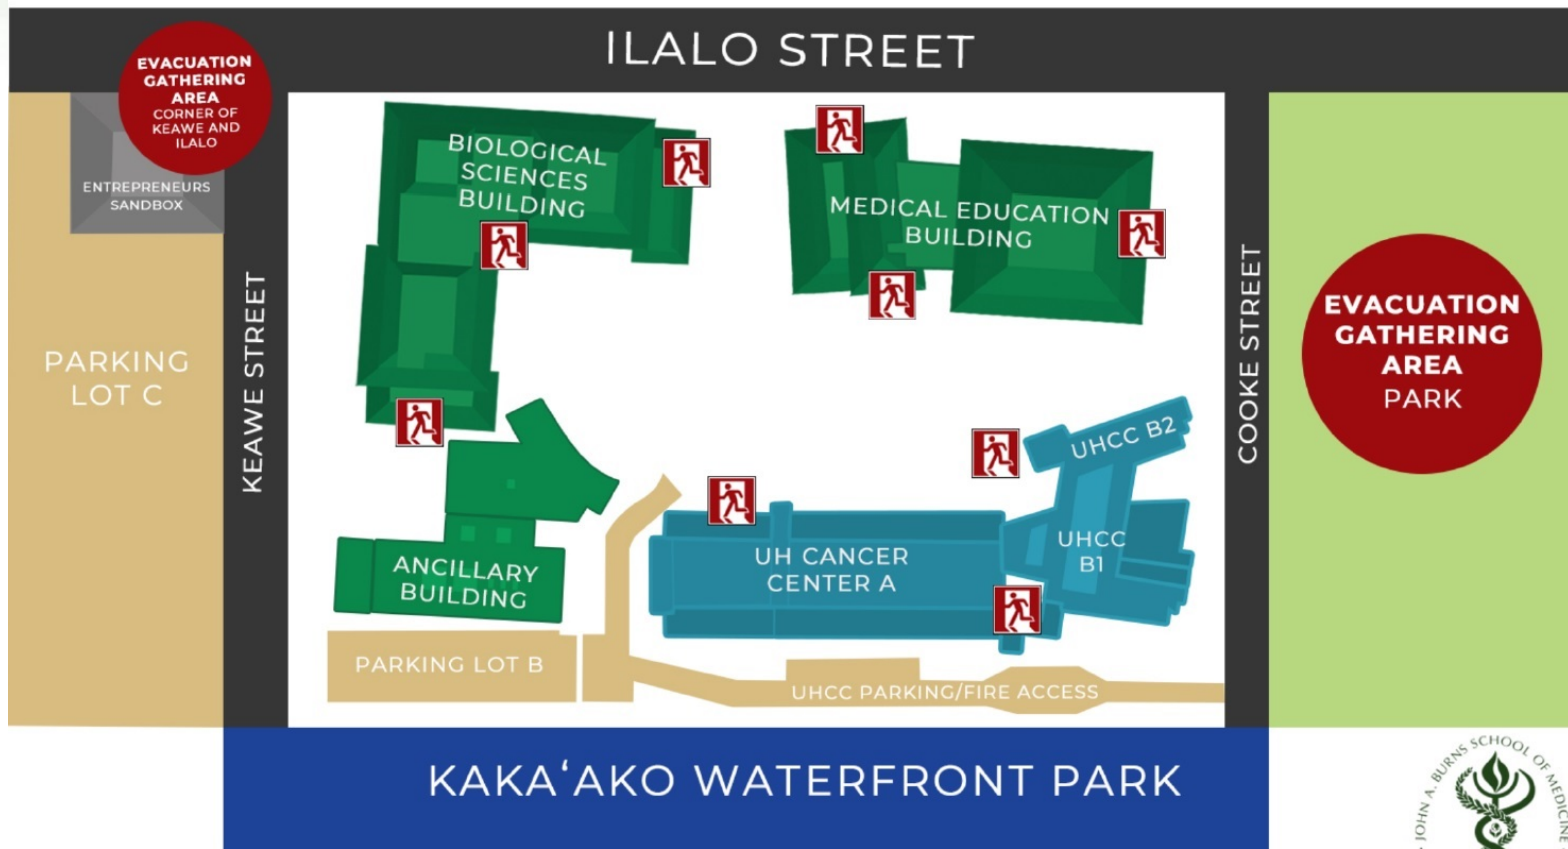 ILALO STREET
EVACUATION
GATHERING
AREA
CORNER OF
KEAWE AND
ILALO
ENTREPRENEURS
SANDBOX
PARKING
LOT C
KEAWE STREET
BIOLOGICAL
SCIENCES
BUILDING
MEDICAL EDUCATION
BUILDING
COOKE STREET
EVACUATION
GATHERING
AREA
PARK
ANCILLARY
BUILDING
UH CANCER
CENTER A
UHCC B2
UHCC
B1
PARKING LOT B
UHCC PARKING/FIRE ACCESS
KAKAʻAKO WATERFRONT PARK
JOHN A. BURNS SCHOOL OF MEDICINE